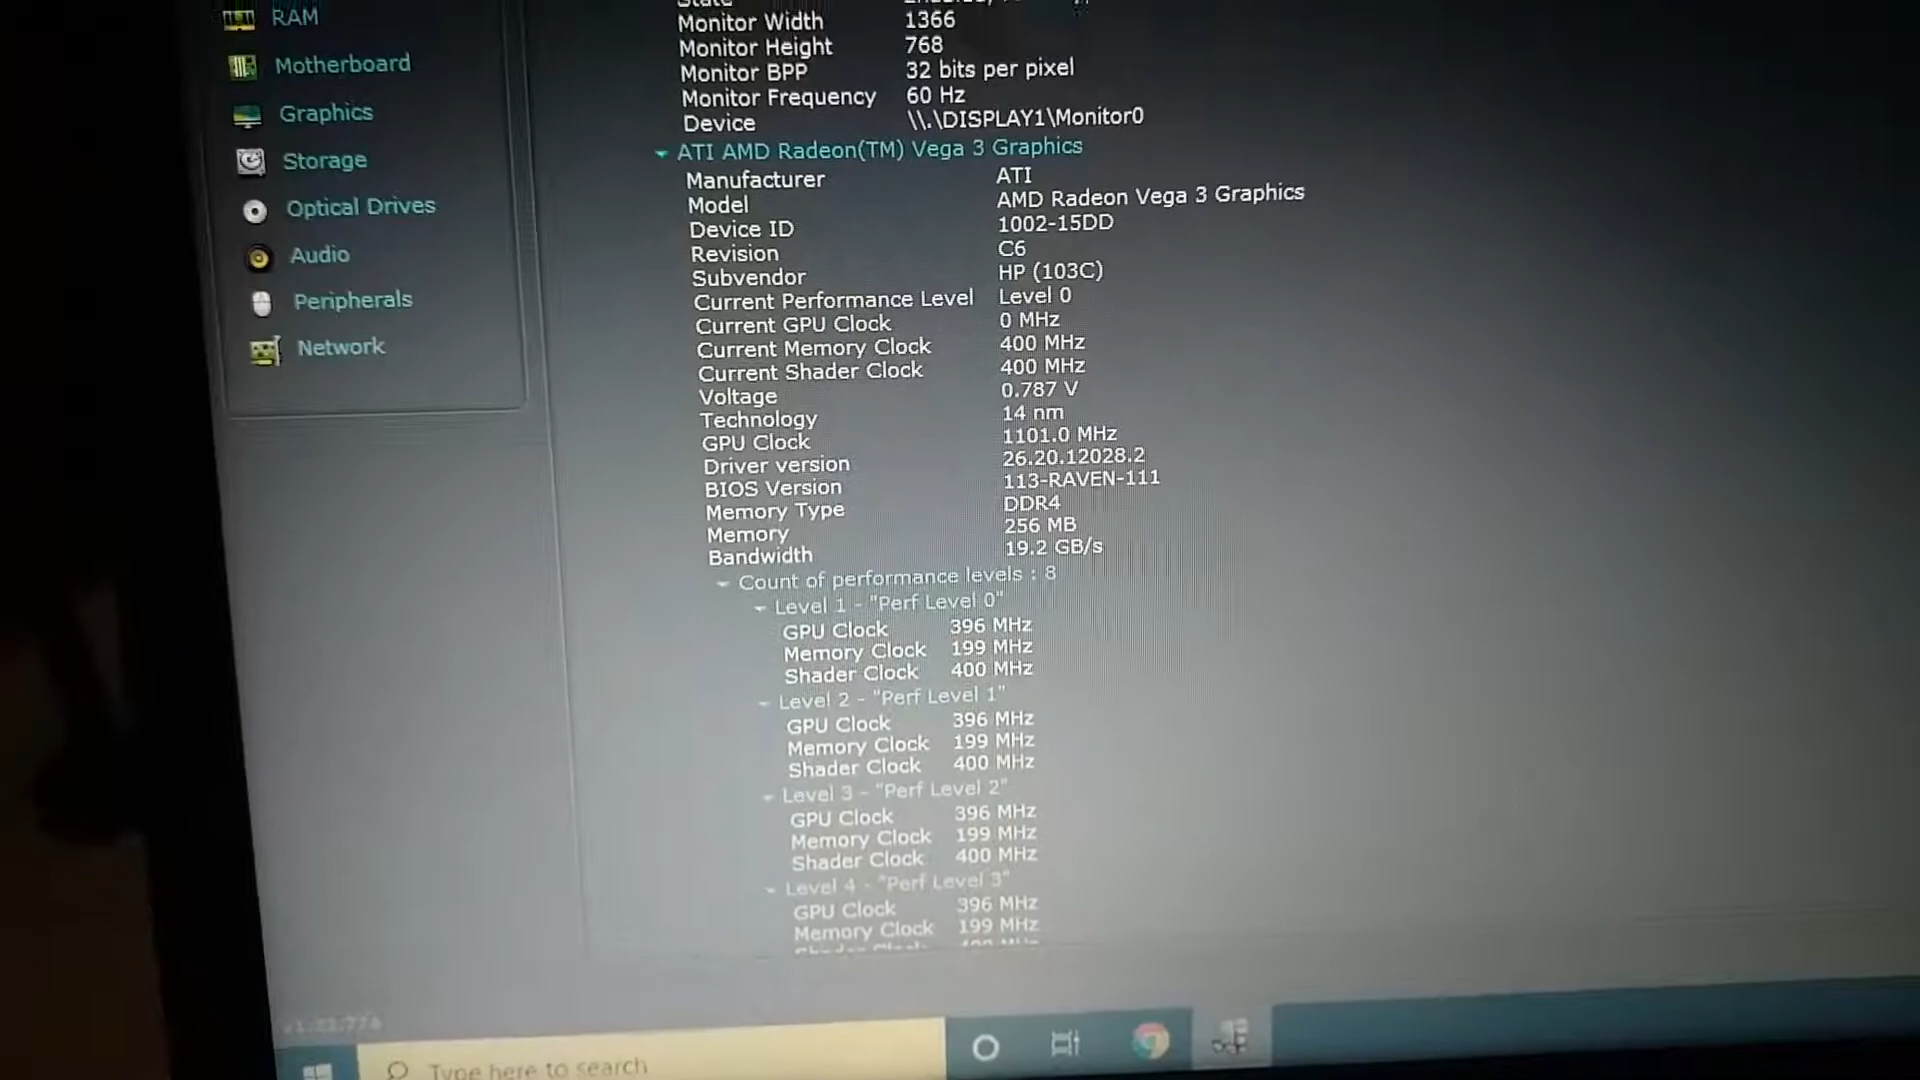 RAM
Motherboard
Graphics
Storage
Optical Drives
Audio
Peripherals
Network
State
Monitor Width 1366
Monitor Height 768
Monitor BPP 32 bits per pixel
Monitor Frequency 60 Hz
Device \\.\DISPLAY1\Monitor0
ATI AMD Radeon(TM) Vega 3 Graphics
Manufacturer ATI
Model AMD Radeon Vega 3 Graphics
Device ID 1002-15DD
Revision C6
Subvendor HP (103C)
Current Performance Level Level 0
Current GPU Clock 0 MHz
Current Memory Clock 400 MHz
Current Shader Clock 400 MHz
Voltage 0.787 V
Technology 14 nm
GPU Clock 1101.0 MHz
Driver version 26.20.12028.2
BIOS Version 113-RAVEN-111
Memory Type DDR4
Memory 256 MB
Bandwidth 19.2 GB/s
Count of performance levels : 8
Level 1 - "Perf Level 0"
GPU Clock 396 MHz
Memory Clock 199 MHz
Shader Clock 400 MHz
Level 2 - "Perf Level 1"
GPU Clock 396 MHz
Memory Clock 199 MHz
Shader Clock 400 MHz
Level 3 - "Perf Level 2"
GPU Clock 396 MHz
Memory Clock 199 MHz
Shader Clock 400 MHz
Level 4 - "Perf Level 3"
GPU Clock 396 MHz
Memory Clock 199 MHz
Shader Clock 400 MHz
Type here to search